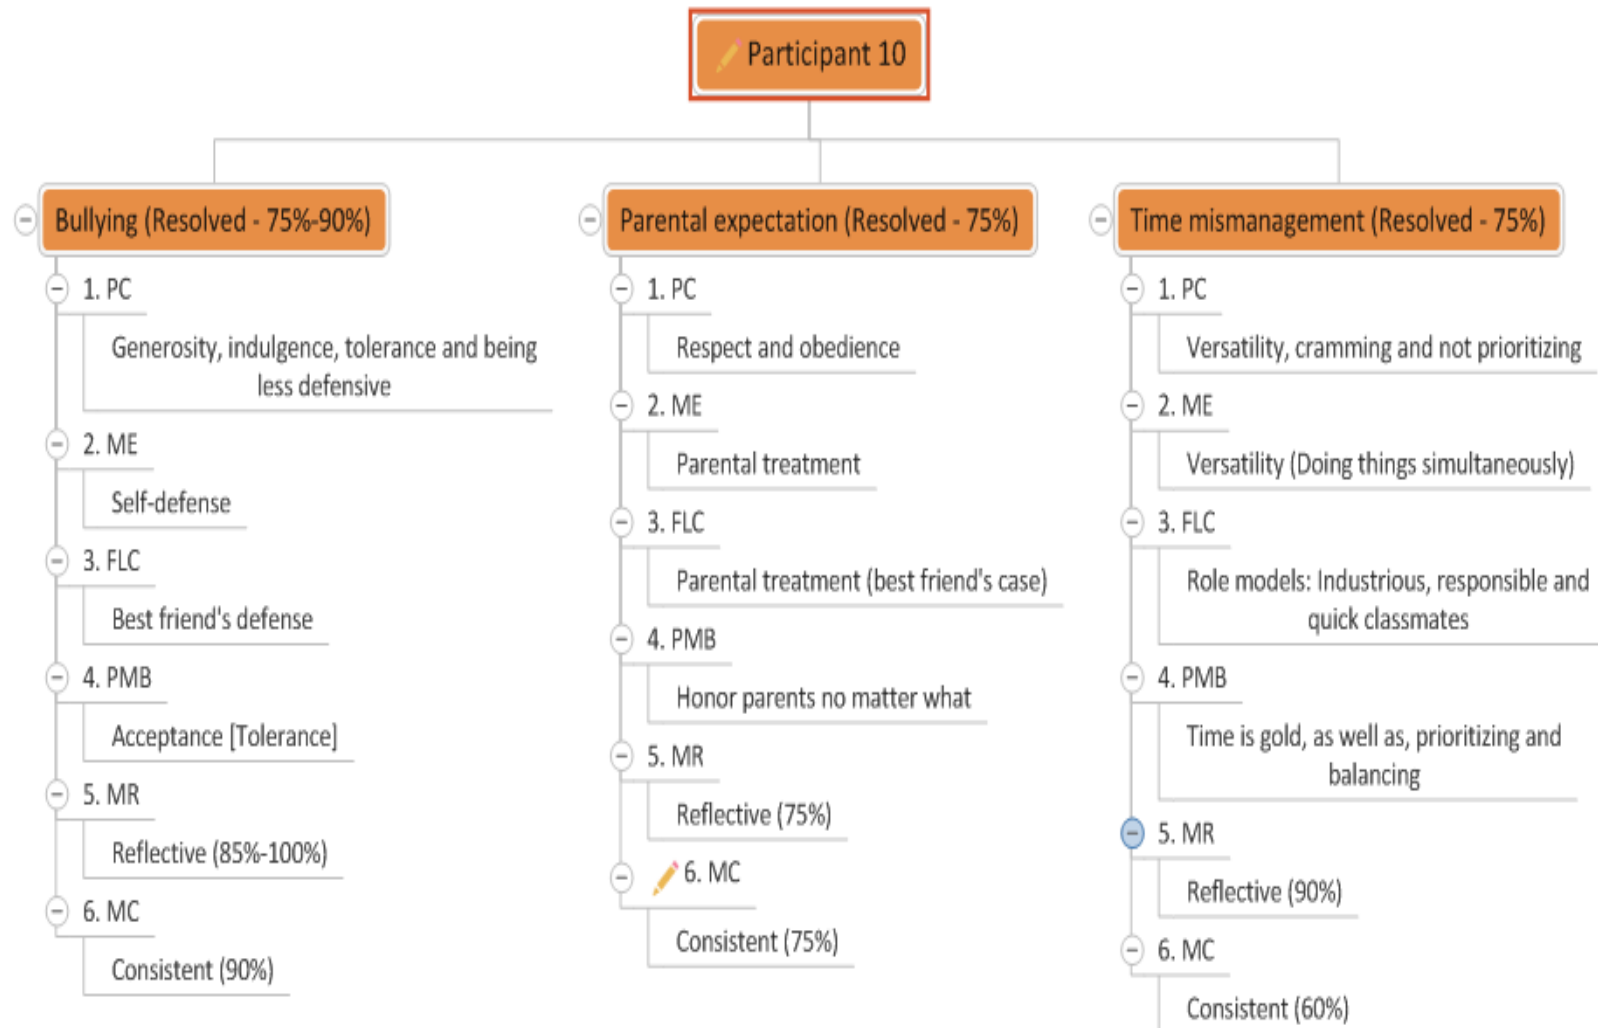 Participant 10
Bullying (Resolved - 75%-90%)
1. PC
Generosity, indulgence, tolerance and being
less defensive
2. ME
Self-defense
3. FLC
Best friend's defense
4. PMB
Acceptance [Tolerance]
5. MR
Reflective (85%-100%)
6. MC
Consistent (90%)
Parental expectation (Resolved - 75%)
1. PC
Respect and obedience
2. ME
Parental treatment
3. FLC
Parental treatment (best friend's case)
4. PMB
Honor parents no matter what
5. MR
Reflective (75%)
6. MC
Consistent (75%)
Time mismanagement (Resolved - 75%)
1. PC
Versatility, cramming and not prioritizing
2. ME
Versatility (Doing things simultaneously)
3. FLC
Role models: Industrious, responsible and
quick classmates
4. PMB
Time is gold, as well as, prioritizing and
balancing
5. MR
Reflective (90%)
6. MC
Consistent (60%)